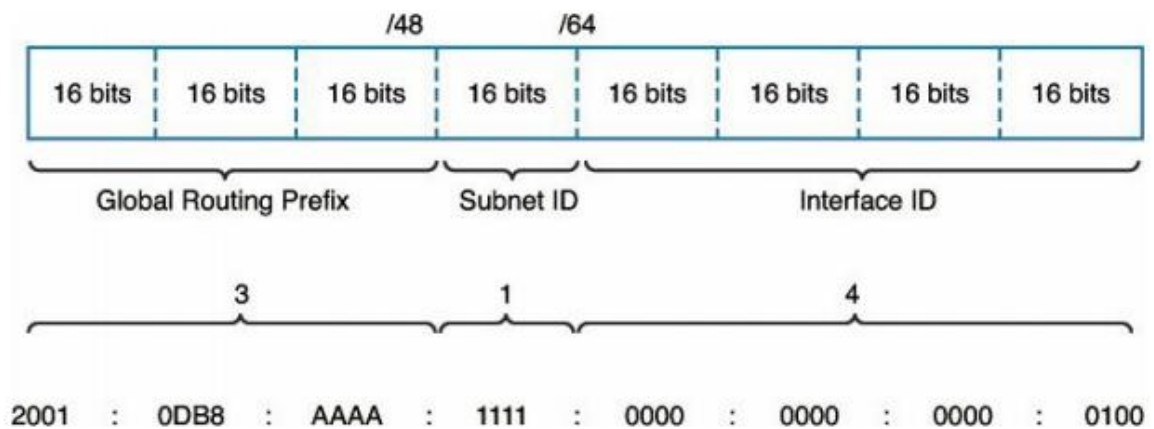 /48 /64
16 bits 16 bits 16 bits 16 bits 16 bits 16 bits 16 bits 16 bits
Global Routing Prefix Subnet ID Interface ID
3 1 4
2001 : 0DB8 : AAAA : 1111 : 0000 : 0000 : 0000 : 0100